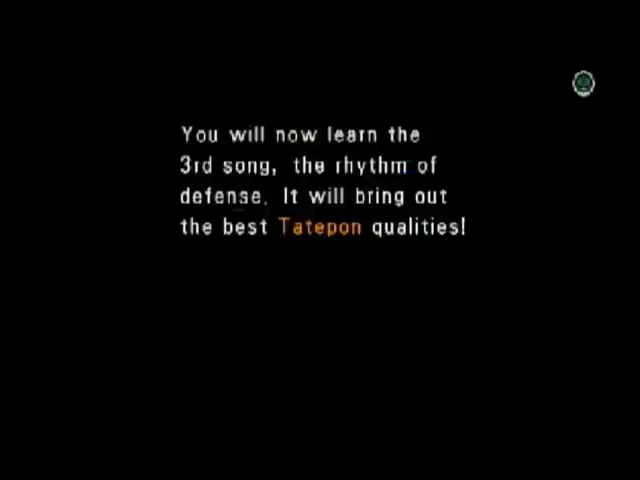 You will now learn the
3rd song, the rhythm of
defense. It will bring out
the best Tatepon qualities!